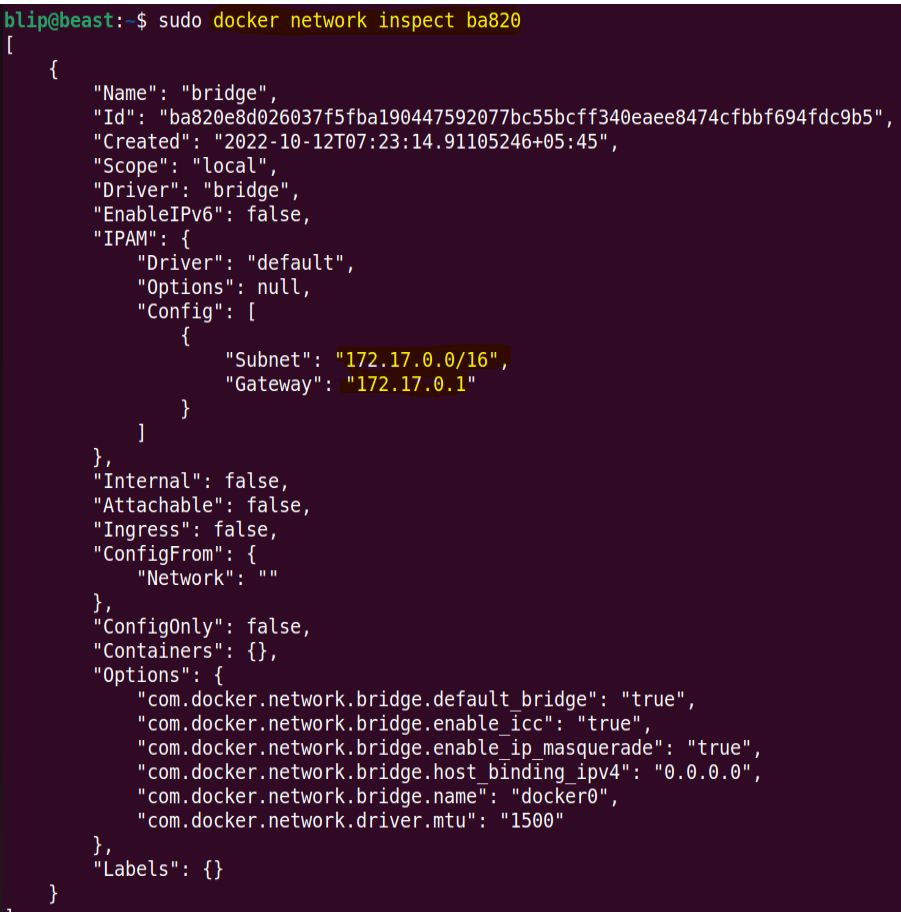 blip@beast:~$ sudo docker network inspect ba820
[
    {
        "Name": "bridge",
        "Id": "ba820e8d026037f5fba190447592077bc55bcff340eaee8474cfbbf694fdc9b5",
        "Created": "2022-10-12T07:23:14.91105246+05:45",
        "Scope": "local",
        "Driver": "bridge",
        "EnableIPv6": false,
        "IPAM": {
            "Driver": "default",
            "Options": null,
            "Config": [
                {
                    "Subnet": "172.17.0.0/16",
                    "Gateway": "172.17.0.1"
                }
            ]
        },
        "Internal": false,
        "Attachable": false,
        "Ingress": false,
        "ConfigFrom": {
            "Network": ""
        },
        "ConfigOnly": false,
        "Containers": {},
        "Options": {
            "com.docker.network.bridge.default_bridge": "true",
            "com.docker.network.bridge.enable_icc": "true",
            "com.docker.network.bridge.enable_ip_masquerade": "true",
            "com.docker.network.bridge.host_binding_ipv4": "0.0.0.0",
            "com.docker.network.bridge.name": "docker0",
            "com.docker.network.driver.mtu": "1500"
        },
        "Labels": {}
    }